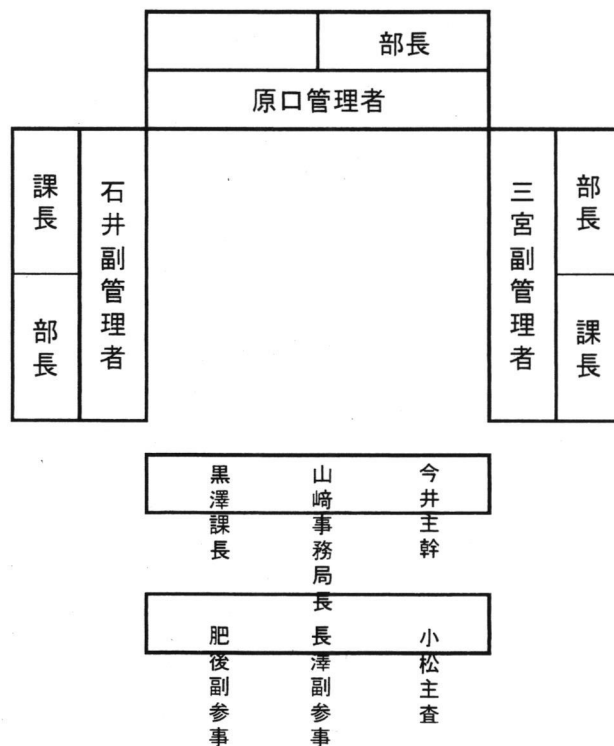 部長
原口管理者
課長
部長
石井副管理者
三宮副管理者
部長
課長
黒澤課長
山﨑事務局長
今井主幹
肥後副参事
長澤副参事
小松主査